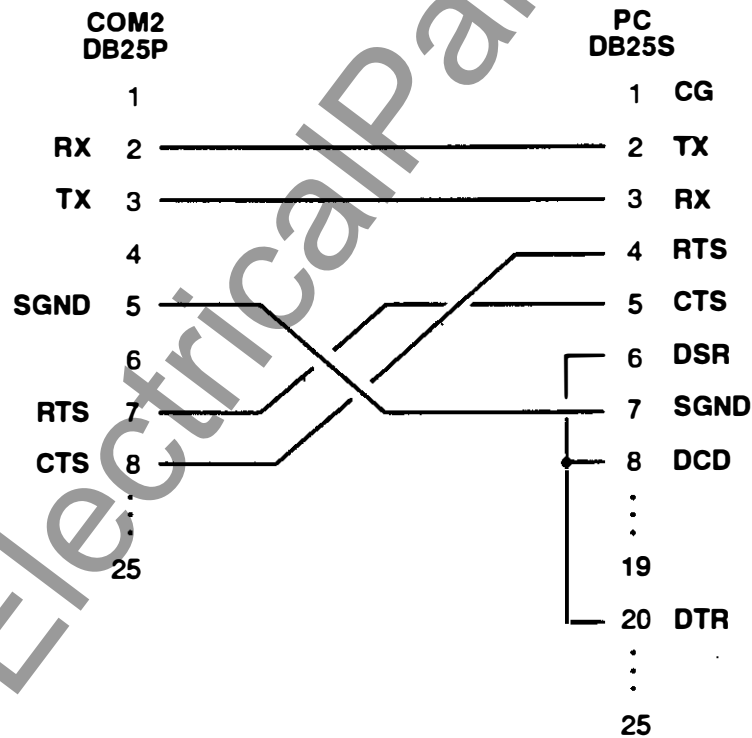 COM2 PC
DB25P DB25S
1 1 CG
RX 2 2 TX
TX 3 3 RX
4 4 RTS
SGND 5 5 CTS
6 6 DSR
RTS 7 7 SGND
CTS 8 8 DCD
25 19
20 DTR
25
ElectricalPar